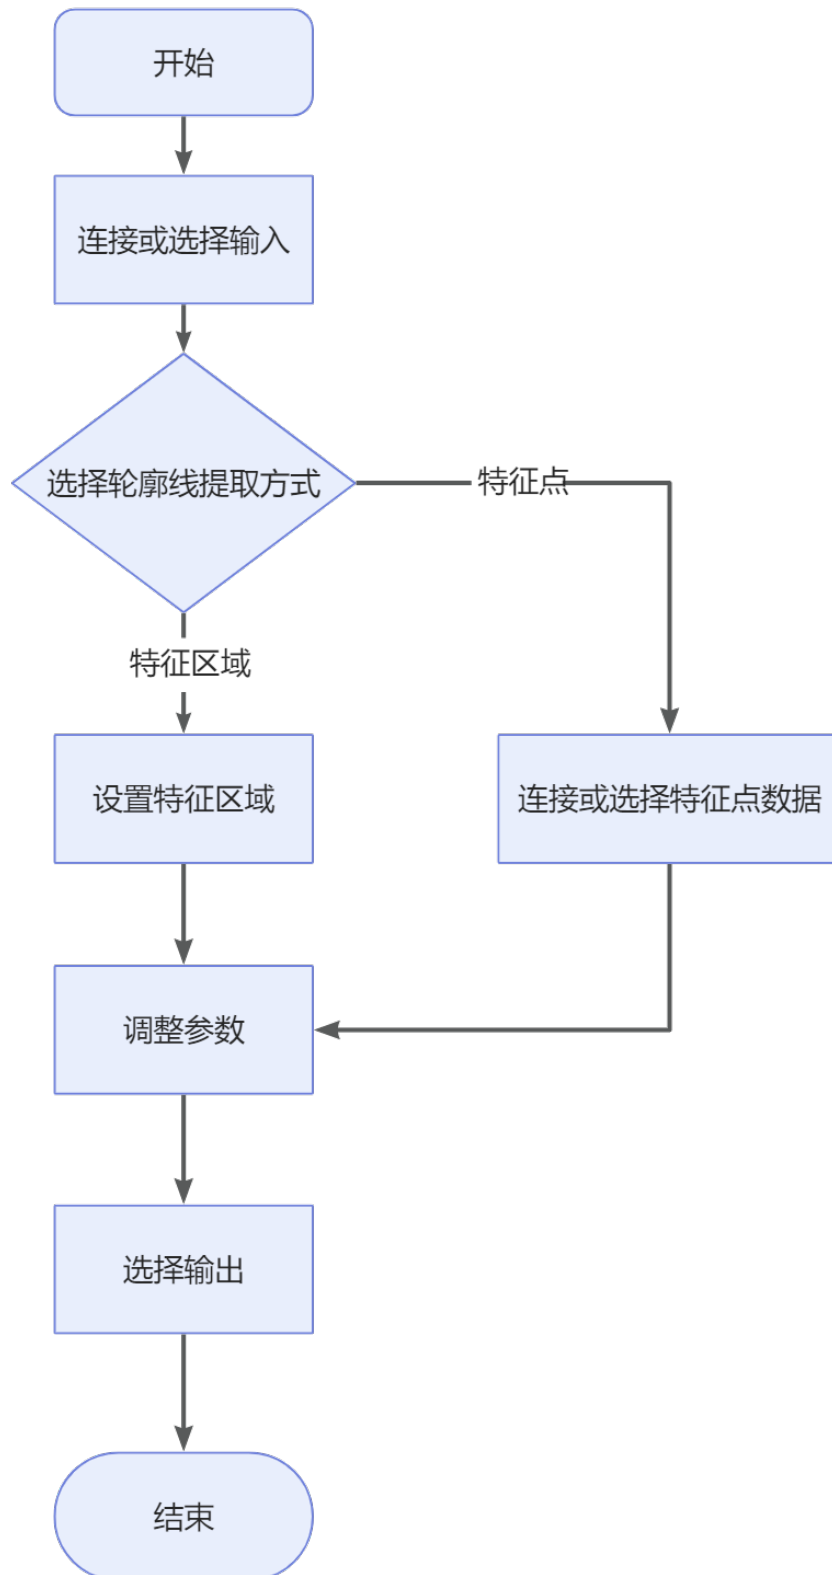 开始
连接或选择输入
选择轮廓线提取方式
特征点
特征区域
设置特征区域
连接或选择特征点数据
调整参数
选择输出
结束